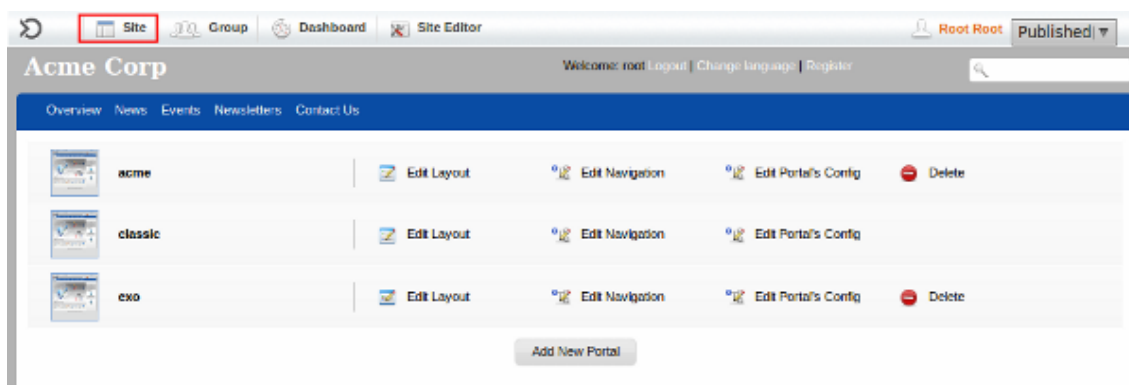 Site Group Dashboard Site Editor Root Root Published
Acme Corp Welcome: root Logout | Change language | Register
Overview News Events Newsletters Contact Us
acme Edit Layout Edit Navigation Edit Portal's Config Delete
classic Edit Layout Edit Navigation Edit Portal's Config
exo Edit Layout Edit Navigation Edit Portal's Config Delete
Add New Portal